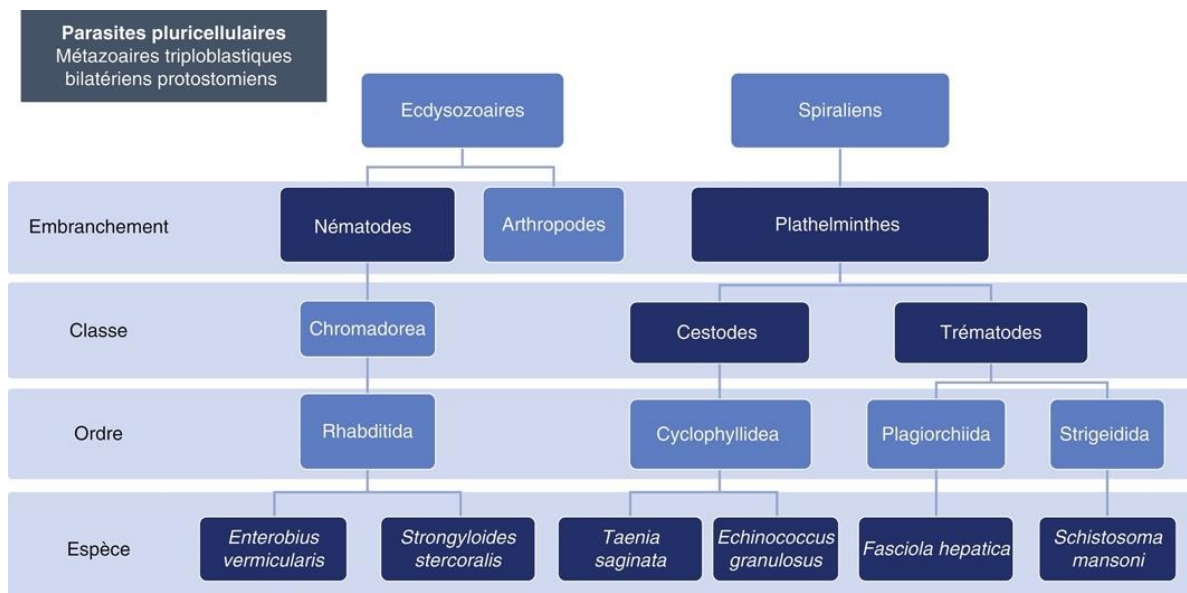 Parasites pluricellulaires
Métazoaires triploblastiques
bilatériens protostomiens
Ecdysozoaires
Spiraliens
Embranchement
Nématodes
Arthropodes
Plathelminthes
Classe
Chromadorea
Cestodes
Trématodes
Ordre
Rhabditida
Cyclophyllidea
Plagiorchiida
Strigeidida
Espèce
Enterobius
vermicularis
Strongyloides
stercoralis
Taenia
saginata
Echinococcus
granulosus
Fasciola hepatica
Schistosoma
mansoni